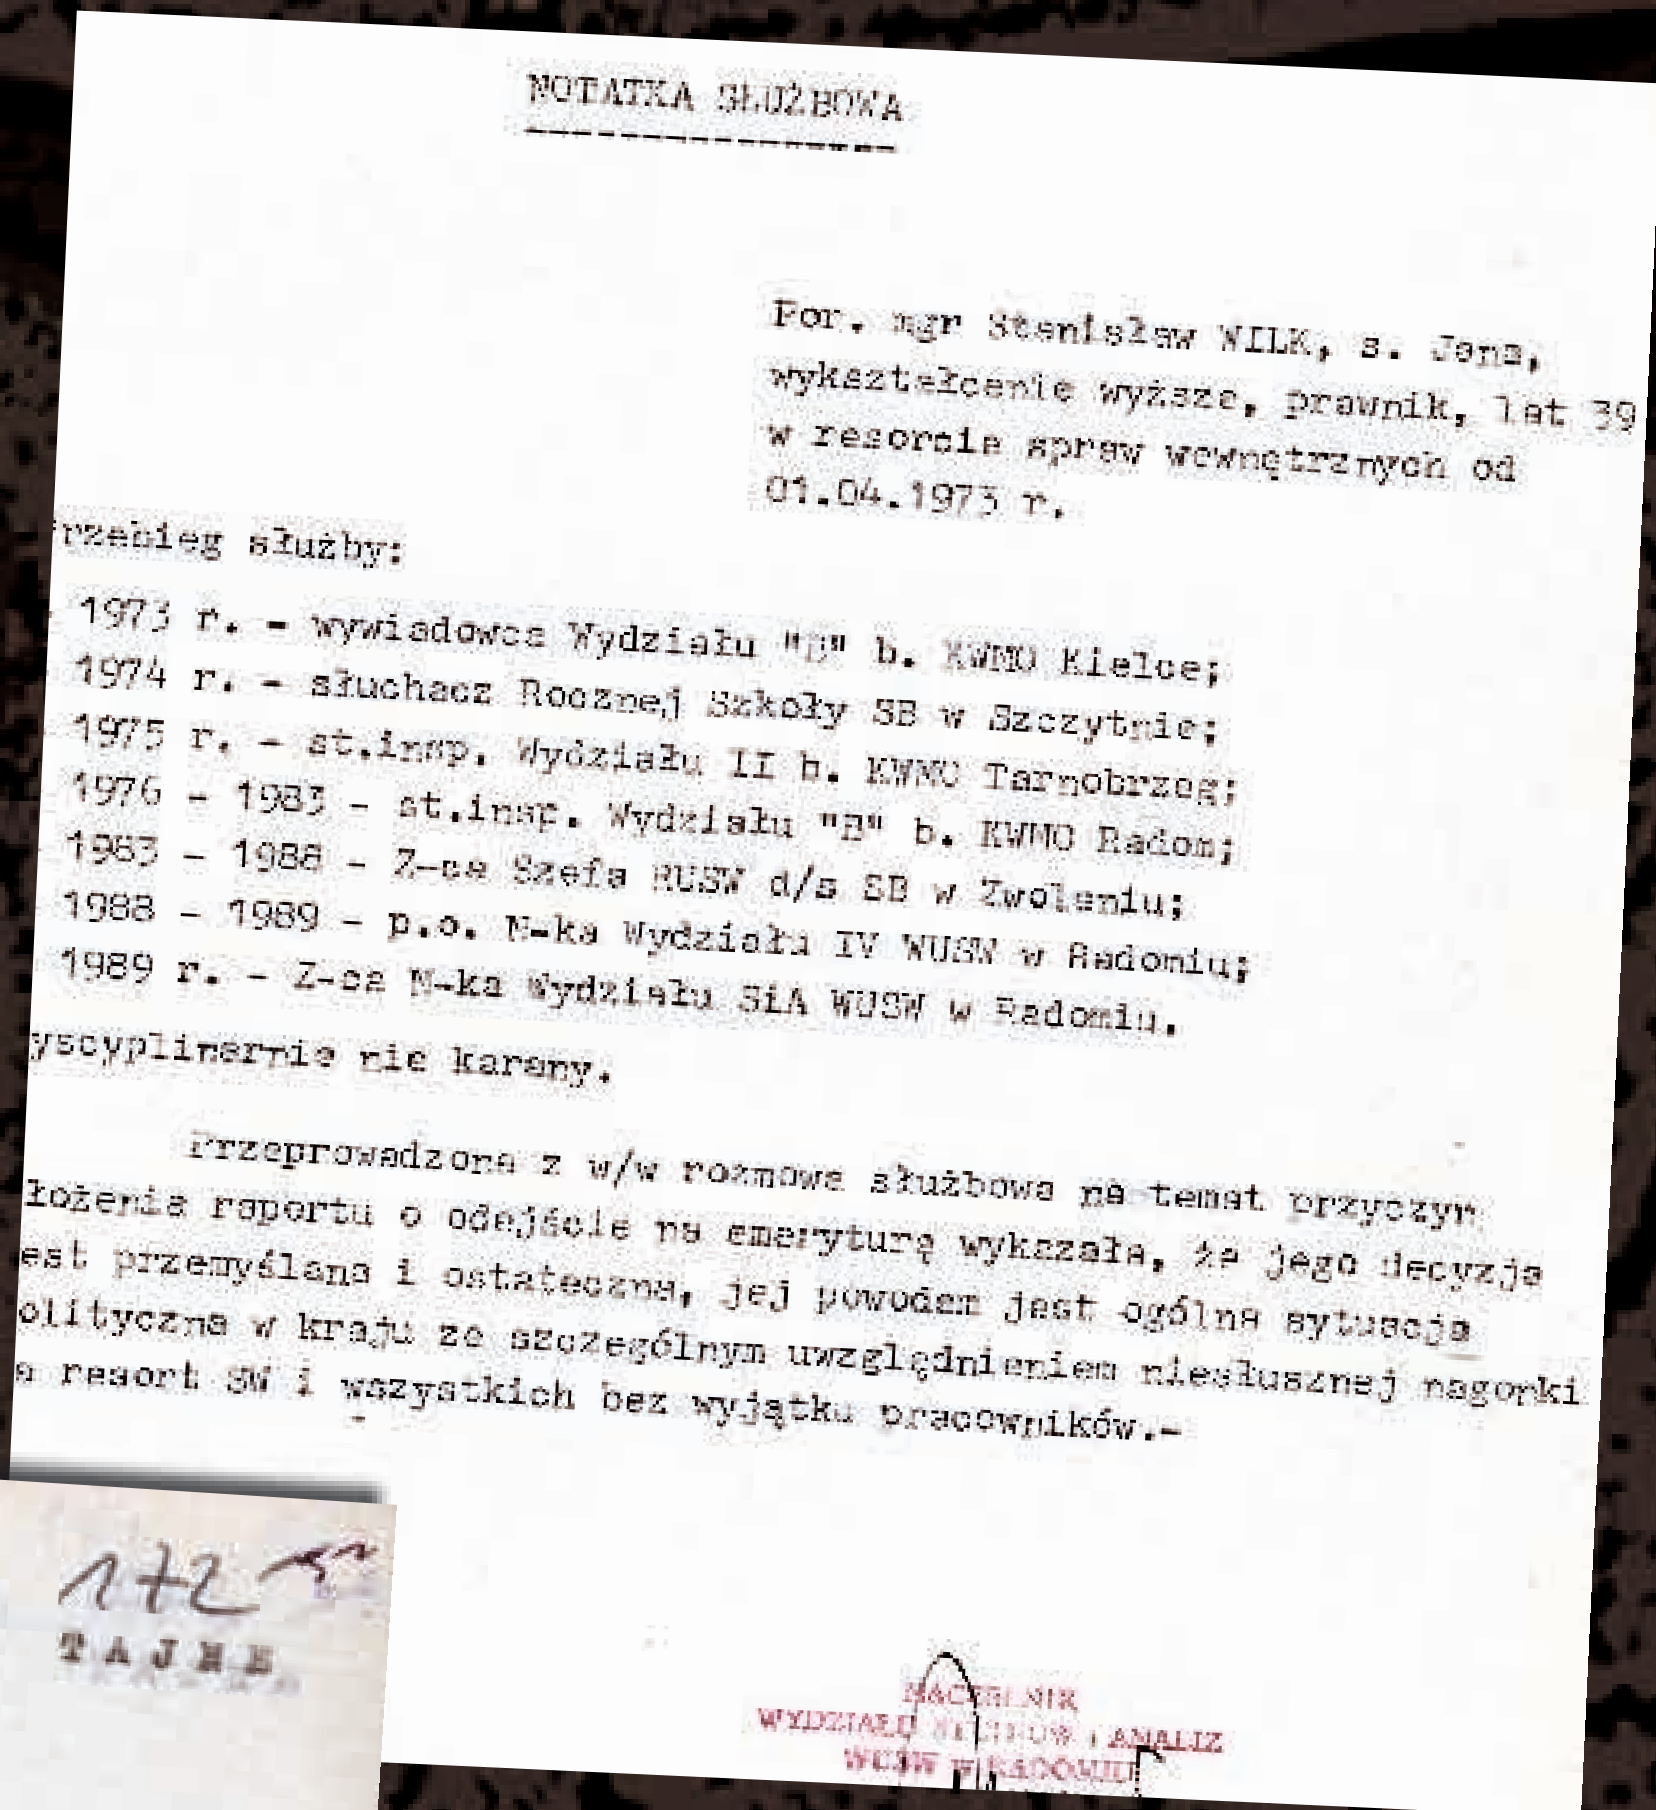 NOTATKA SŁUŻBOWA
Por. mgr Stanisław WILK, s. Jana,
wykształcenie wyższe, prawnik, lat 39
w resorcie spraw wewnętrznych od
01.04.1973 r.
rzebieg służby:
1973 r. - wywiadowca Wydziału "B" b. KWMO Kielce;
1974 r. - słuchacz Rocznej Szkoły SB w Szczytnie;
1975 r. - st.insp. Wydziału II b. KWMO Tarnobrzeg;
1976 - 1983 - st.insp. Wydziału "B" b. KWMO Radom;
1983 - 1988 - Z-ca Szefa RUSW d/s SB w Zwoleniu;
1988 - 1989 - p.o. N-ka Wydziału IV WUSW w Radomiu;
1989 r. - Z-ca N-ka Wydziału SiA WUSW w Radomiu.
yscyplinarnie nie karany.
Przeprowadzona z w/w rozmowa służbowa na temat przyczyn
łożenia raportu o odejście na emeryturę wykazała, że jego decyzja
est przemyślana i ostateczna, jej powodem jest ogólna sytuacja
olityczna w kraju ze szczególnym uwzględnieniem niesłusznej nagonki
a resort SW i wszystkich bez wyjątku pracowników.-
172
TAJNE
NACZELNIK
WYDZIAŁU STUDIÓW i ANALIZ
WUSW W RADOMIU